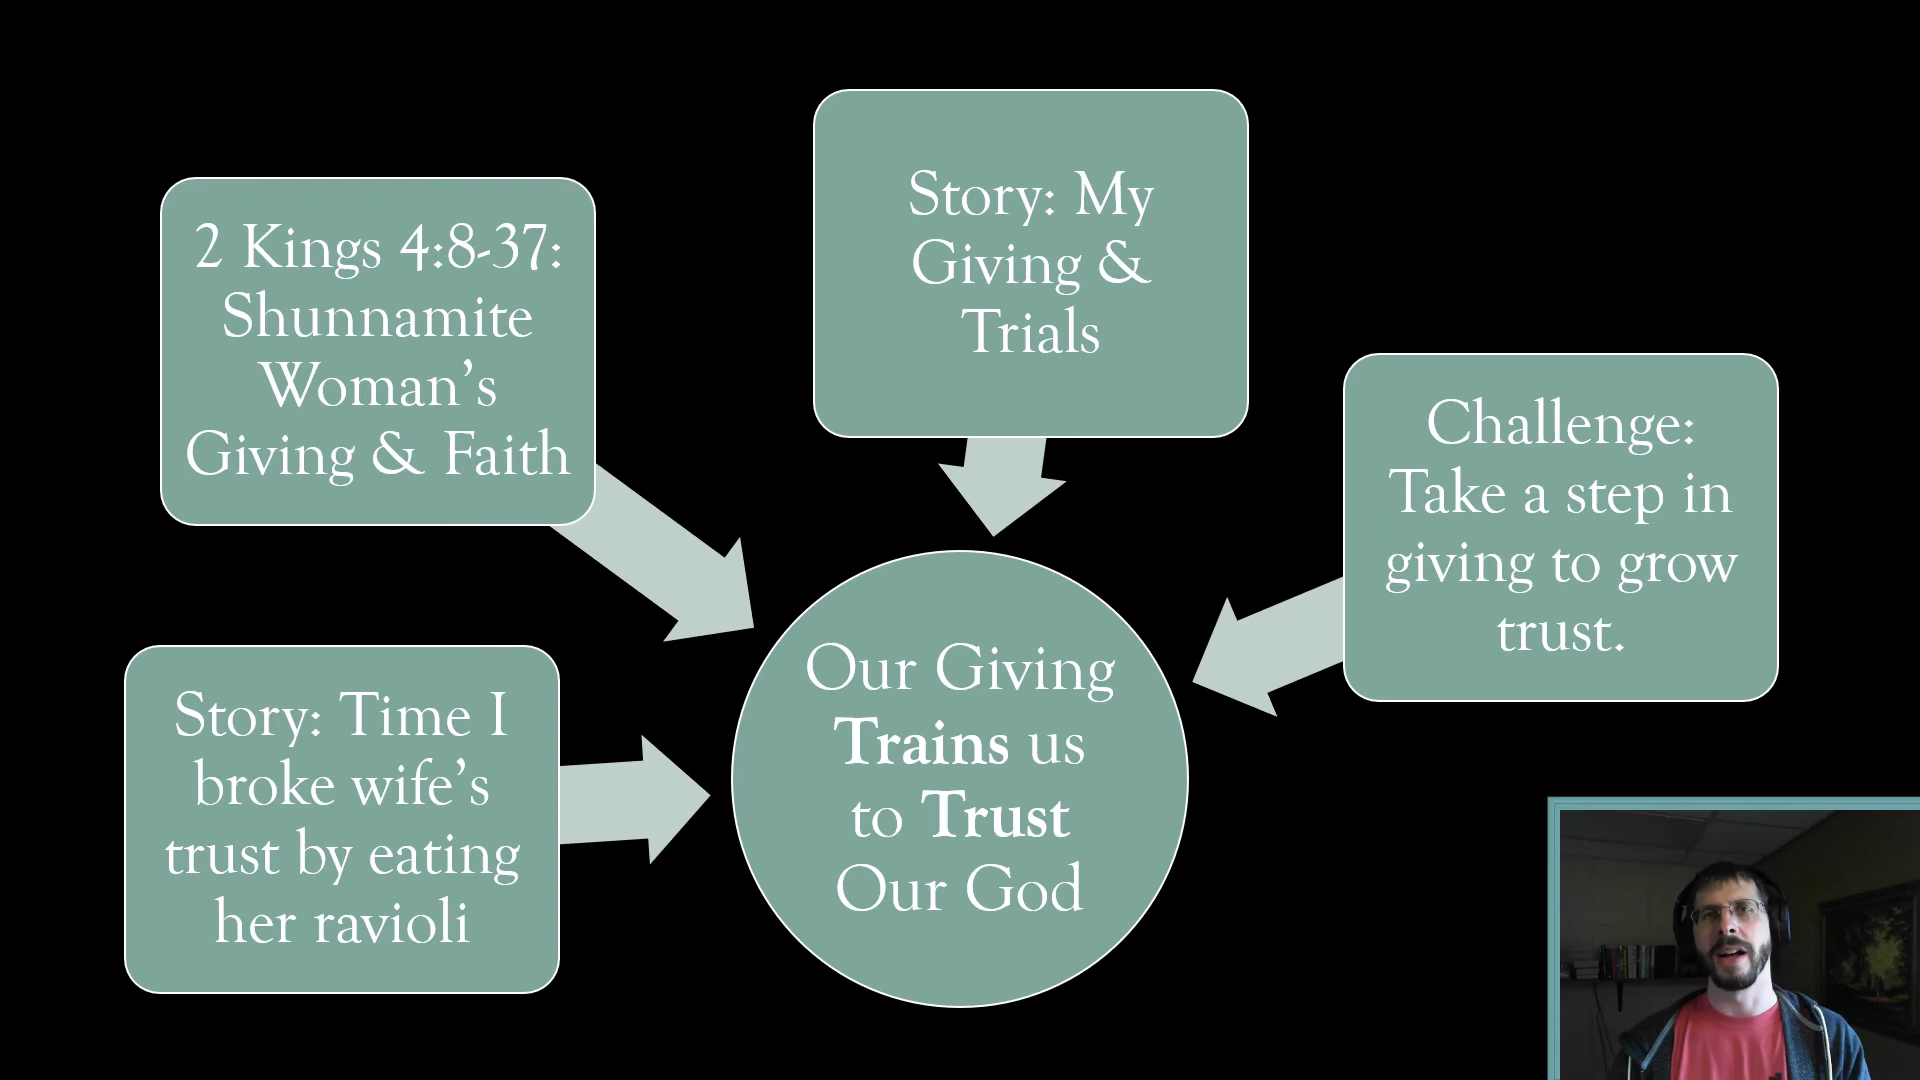 Story: Time I
broke wife’s
trust by eating
her ravioli
2 Kings 4:8-37:
Shunnamite
Woman’s
Giving & Faith
Story: My
Giving &
Trials
Challenge:
Take a step in
giving to grow
trust.
Our Giving
Trains us
to Trust
Our God